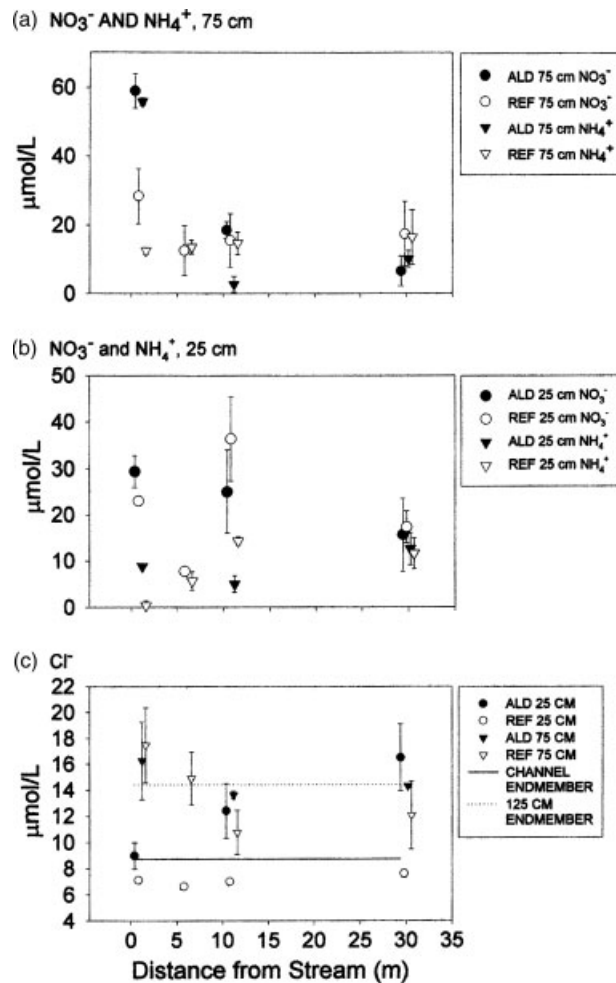 (a) NO₃⁻ AND NH₄⁺, 75 cm
60
40
20
0
μmol/L
ALD 75 cm NO₃⁻
REF 75 cm NO₃⁻
ALD 75 cm NH₄⁺
REF 75 cm NH₄⁺
(b) NO₃⁻ and NH₄⁺, 25 cm
50
40
30
20
10
0
μmol/L
ALD 25 cm NO₃⁻
REF 25 cm NO₃⁻
ALD 25 cm NH₄⁺
REF 25 cm NH₄⁺
(c) Cl⁻
22
20
18
16
14
12
10
8
6
4
μmol/L
ALD 25 CM
REF 25 CM
ALD 75 CM
REF 75 CM
CHANNEL
ENDMEMBER
125 CM
ENDMEMBER
0 5 10 15 20 25 30 35
Distance from Stream (m)